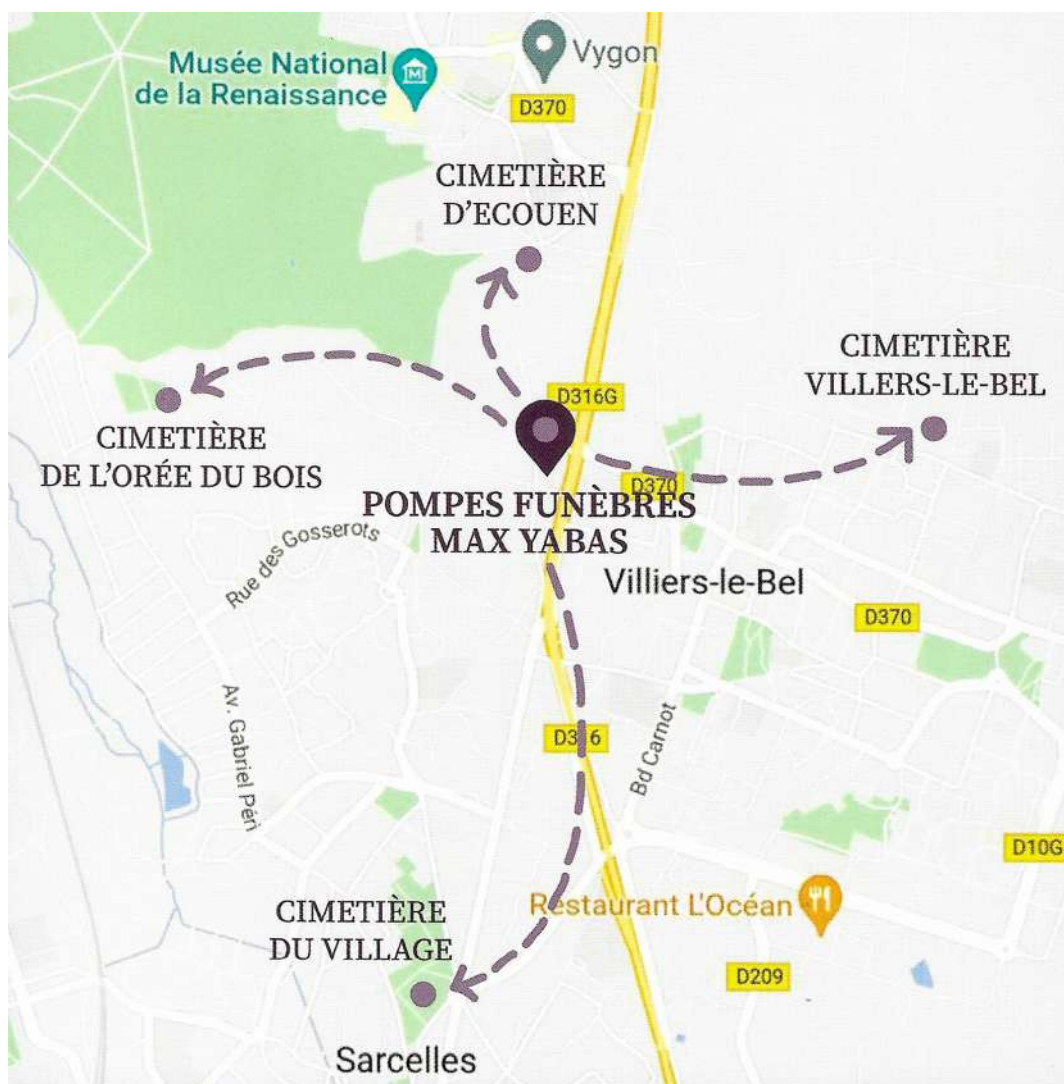 Musée National
de la Renaissance
Vygon
D370
CIMETIÈRE
D'ECOUEN
CIMETIÈRE
VILLERS-LE-BEL
D316G
CIMETIÈRE
DE L'ORÉE DU BOIS
D370
POMPES FUNÈBRES
MAX YABAS
Rue des Gosserots
Villiers-le-Bel
D370
Av. Gabriel Péri
D316
Bd Carnot
D10G
Restaurant L'Océan
CIMETIÈRE
DU VILLAGE
D209
Sarcelles